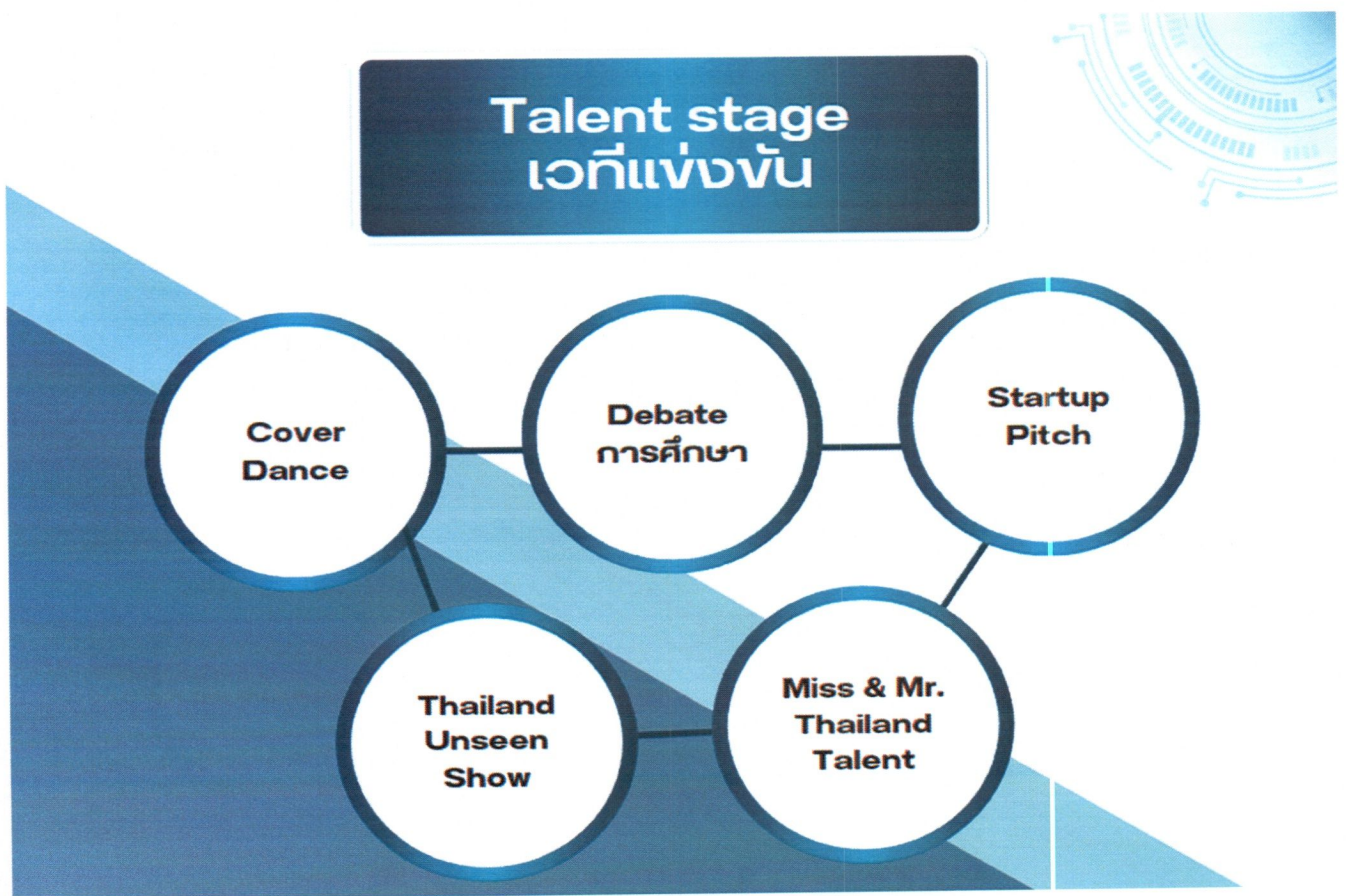 Talent stage
เวทีแข่งขัน
Cover
Dance
Debate
การศึกษา
Startup
Pitch
Thailand
Unseen
Show
Miss & Mr.
Thailand
Talent